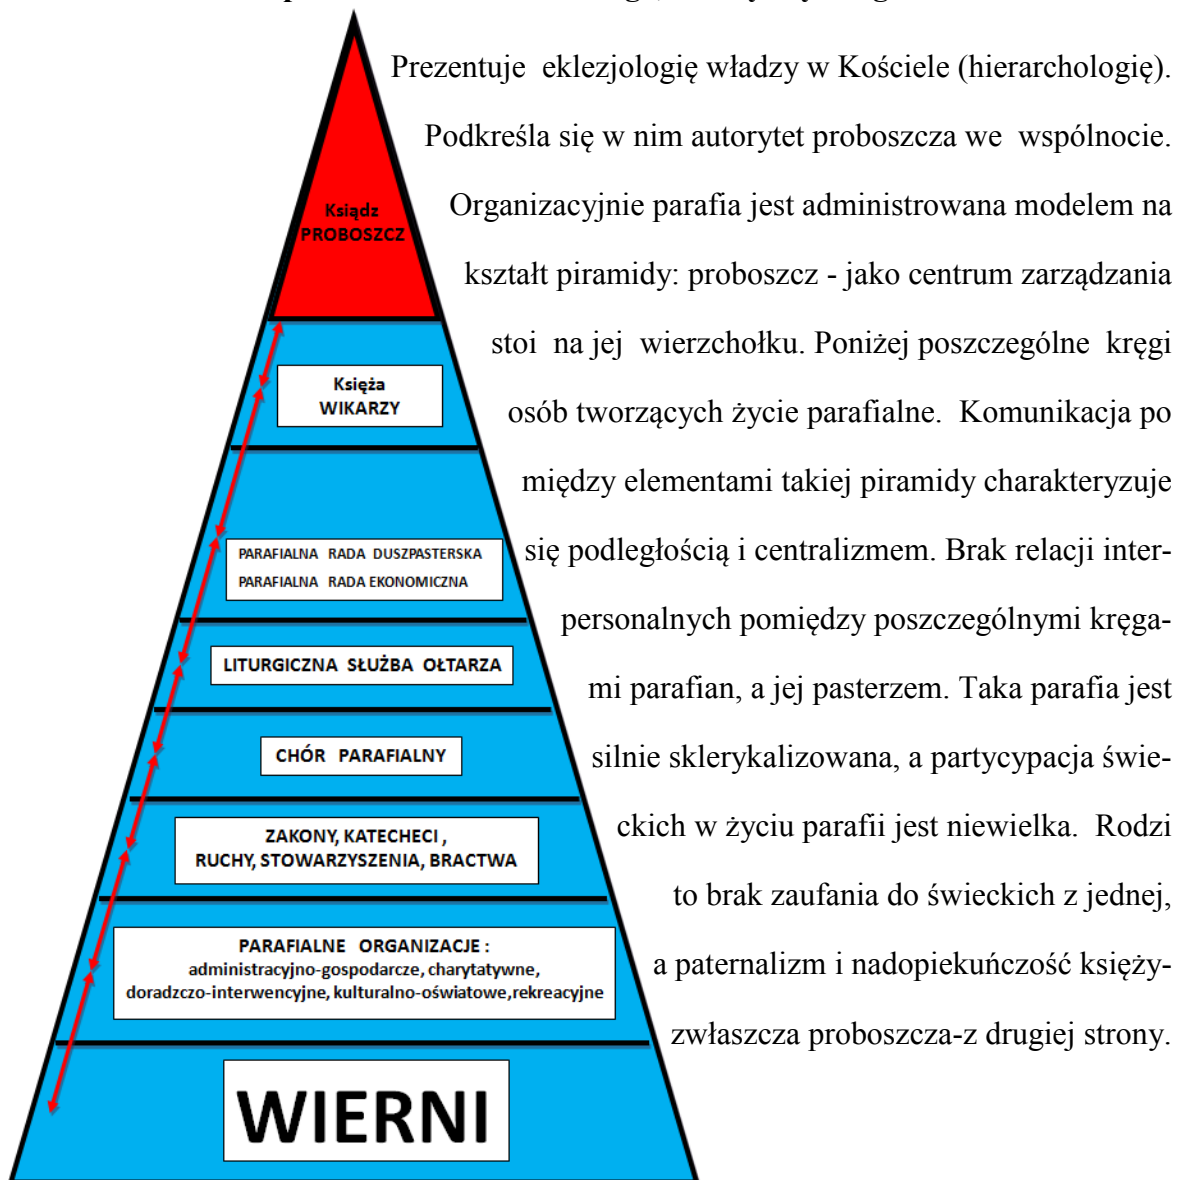 Prezentuje eklezjologię władzy w Kościele (hierarchologię).
Podkreśla się w nim autorytet proboszcza we wspólnocie.
Organizacyjnie parafia jest administrowana modelem na
kształt piramidy: proboszcz - jako centrum zarządzania
stoi na jej wierzchołku. Poniżej poszczególne kręgi
osób tworzących życie parafialne. Komunikacja po
między elementami takiej piramidy charakteryzuje
się podległością i centralizmem. Brak relacji inter-
personalnych pomiędzy poszczególnymi kręga-
mi parafian, a jej pasterzem. Taka parafia jest
silnie sklerykalizowana, a partycypacja świe-
ckich w życiu parafii jest niewielka. Rodzi
to brak zaufania do świeckich z jednej,
a paternalizm i nadopiekuńczość księży-
zwłaszcza proboszcza-z drugiej strony.
Ksiądz
PROBOSZCZ
Księża
WIKARZY
PARAFIALNA RADA DUSZPASTERSKA
PARAFIALNA RADA EKONOMICZNA
LITURGICZNA SŁUŻBA OŁTARZA
CHÓR PARAFIALNY
ZAKONY, KATECHECI ,
RUCHY, STOWARZYSZENIA, BRACTWA
PARAFIALNE ORGANIZACJE :
administracyjno-gospodarcze, charytatywne,
doradczo-interwencyjne, kulturalno-oświatowe,rekreacyjne
WIERNI